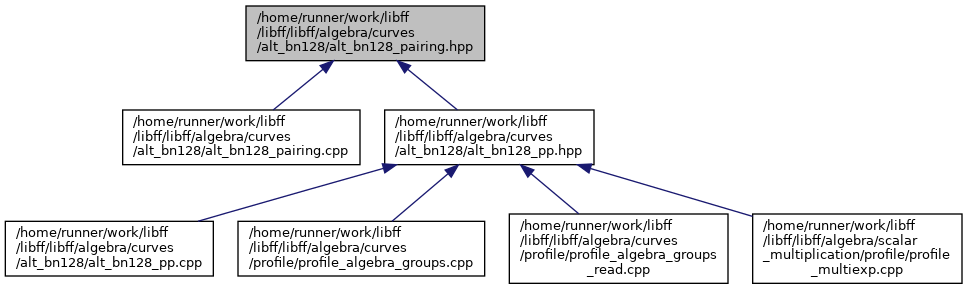 /home/runner/work/libff
/libff/libff/algebra/curves
/alt_bn128/alt_bn128_pairing.hpp
/home/runner/work/libff
/libff/libff/algebra/curves
/alt_bn128/alt_bn128_pairing.cpp
/home/runner/work/libff
/libff/libff/algebra/curves
/alt_bn128/alt_bn128_pp.hpp
/home/runner/work/libff
/libff/libff/algebra/curves
/alt_bn128/alt_bn128_pp.cpp
/home/runner/work/libff
/libff/libff/algebra/curves
/profile/profile_algebra_groups.cpp
/home/runner/work/libff
/libff/libff/algebra/curves
/profile/profile_algebra_groups
_read.cpp
/home/runner/work/libff
/libff/libff/algebra/scalar
_multiplication/profile/profile
_multiexp.cpp